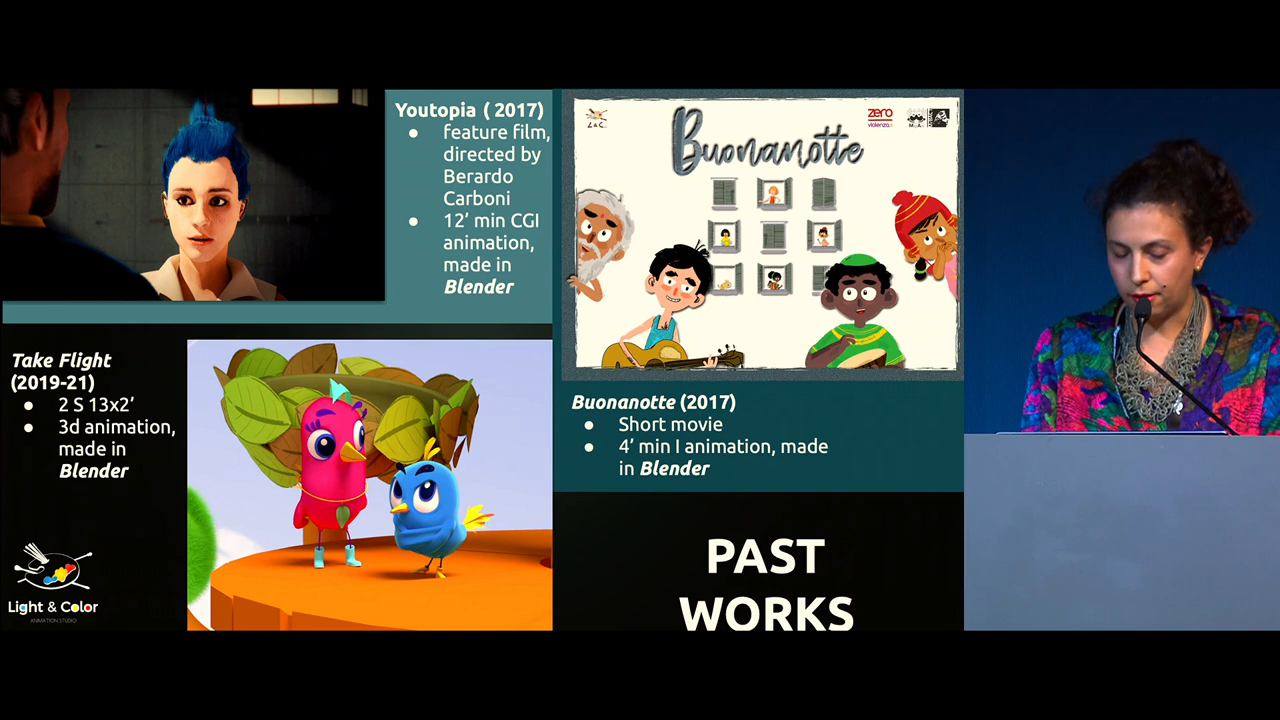 Youtopia ( 2017)
● feature film,
directed by
Berardo
Carboni
● 12’ min CGI
animation,
made in
Blender
Buonanotte
zero
violenza
Buonanotte (2017)
● Short movie
● 4’ min I animation, made
in Blender
Take Flight
(2019-21)
● 2 S 13x2’
● 3d animation,
made in
Blender
Light & Color
ANIMATION STUDIO
PAST
WORKS